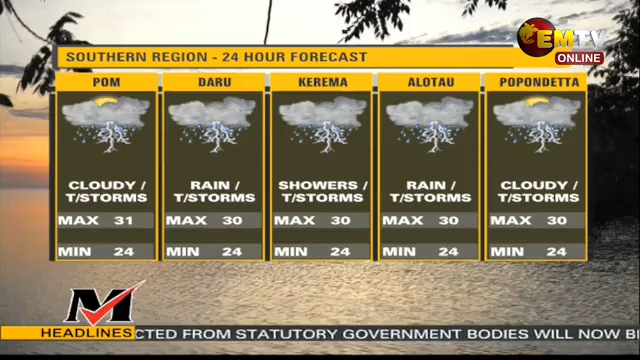 EMTV
ONLINE
SOUTHERN REGION - 24 HOUR FORECAST
POM
DARU
KEREMA
ALOTAU
POPONDETTA
CLOUDY /
T/STORMS
RAIN /
T/STORMS
SHOWERS /
T/STORMS
RAIN /
T/STORMS
CLOUDY /
T/STORMS
MAX 31
MAX 30
MAX 30
MAX 30
MAX 30
MIN 24
MIN 24
MIN 24
MIN 24
MIN 24
M
HEADLINES
CTED FROM STATUTORY GOVERNMENT BODIES WILL NOW